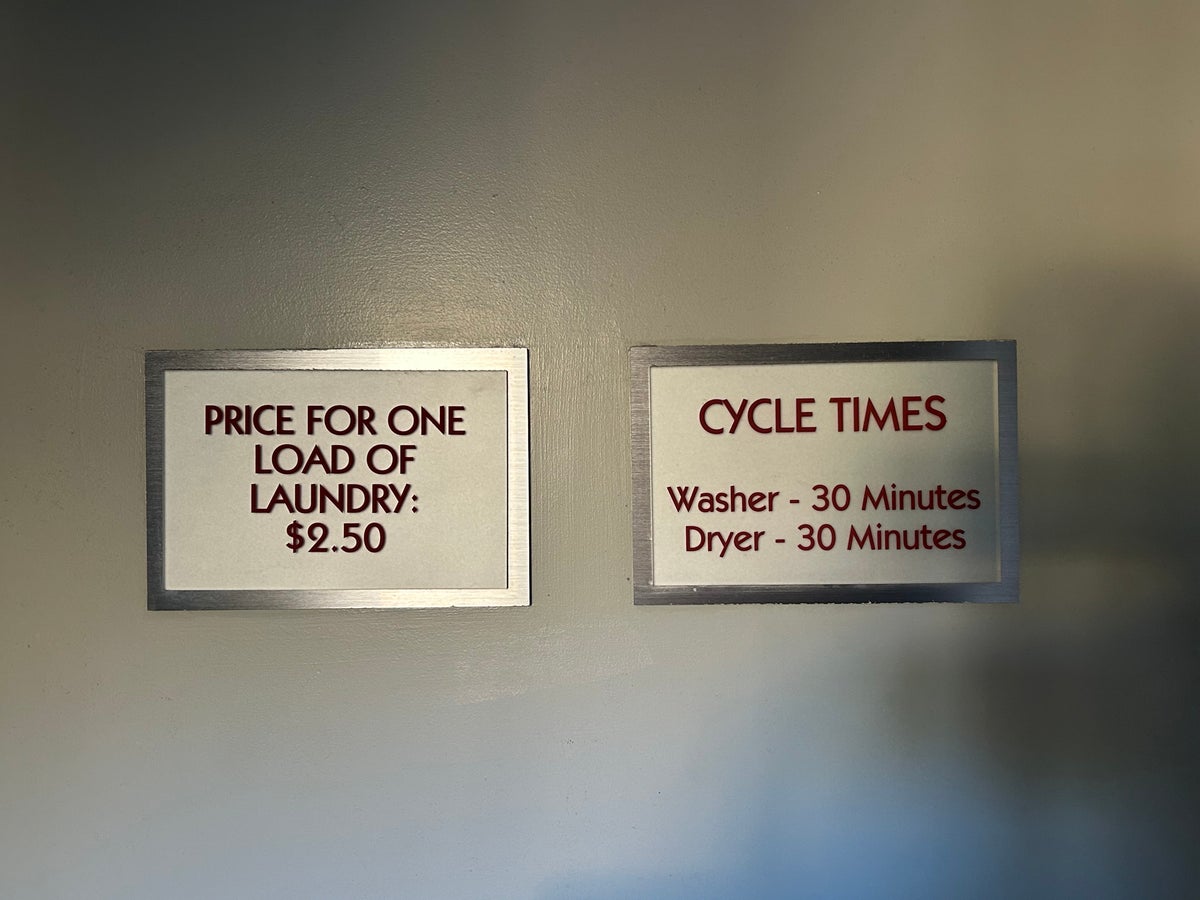 PRICE FOR ONE
LOAD OF
LAUNDRY:
$2.50
CYCLE TIMES
Washer - 30 Minutes
Dryer - 30 Minutes